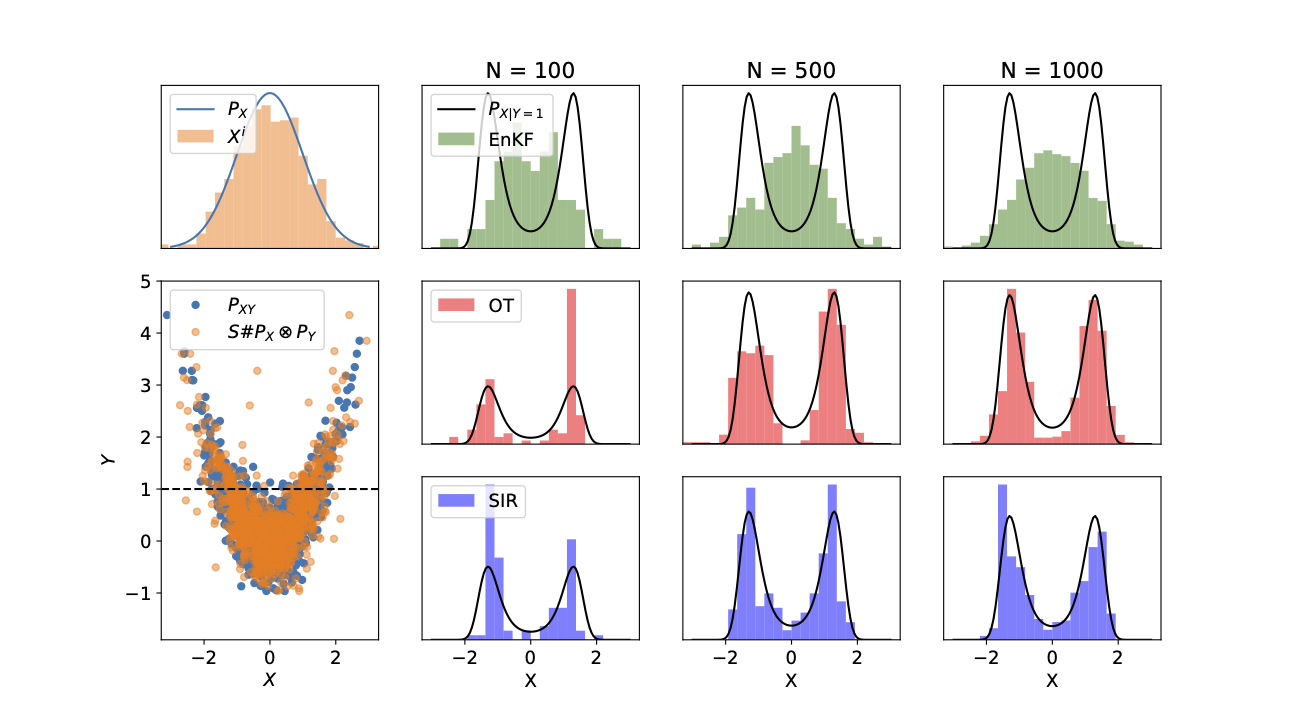 N = 100
N = 500
N = 1000
P_X
X^i
P_{X|Y=1}
EnKF
5
4
3
2
1
0
−1
Y
P_{XY}
S#P_X ⊗ P_Y
OT
SIR
−2 0 2
−2 0 2
−2 0 2
−2 0 2
X
X
X
X